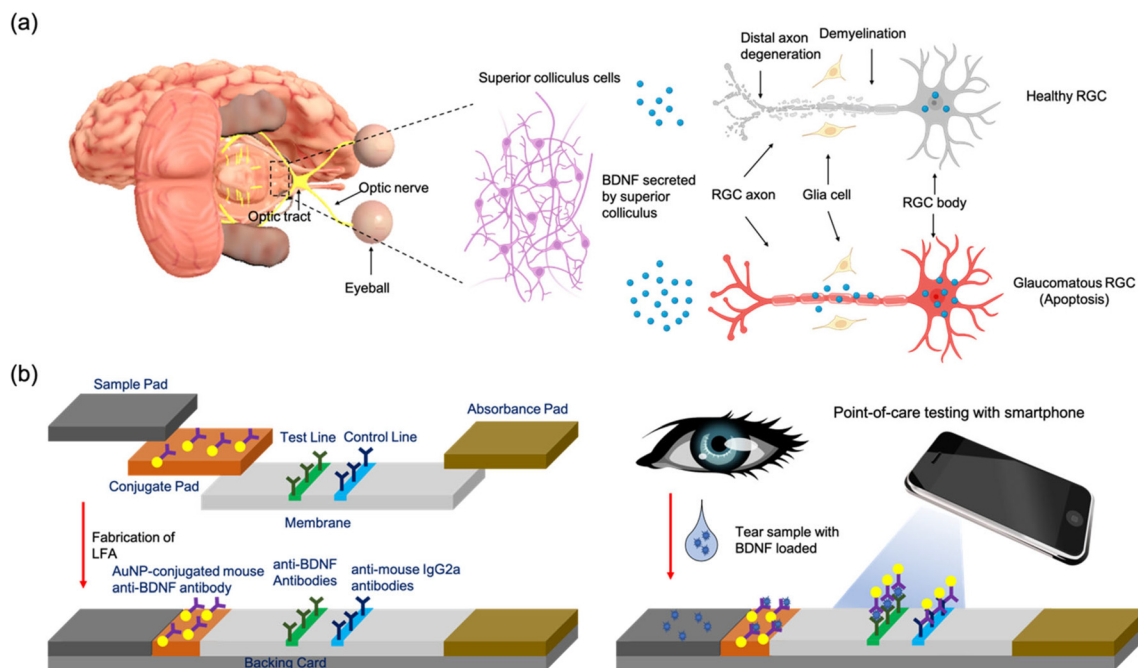 (a)
Superior colliculus cells
Optic nerve
Optic tract
Eyeball
BDNF secreted
by superior
colliculus
Distal axon
degeneration
Demyelination
Healthy RGC
RGC axon
Glia cell
RGC body
Glaucomatous RGC
(Apoptosis)
(b)
Sample Pad
Conjugate Pad
Test Line
Control Line
Absorbance Pad
Membrane
Fabrication of
LFA
AuNP-conjugated mouse
anti-BDNF antibody
anti-BDNF
Antibodies
anti-mouse IgG2a
antibodies
Backing Card
Point-of-care testing with smartphone
Tear sample with
BDNF loaded